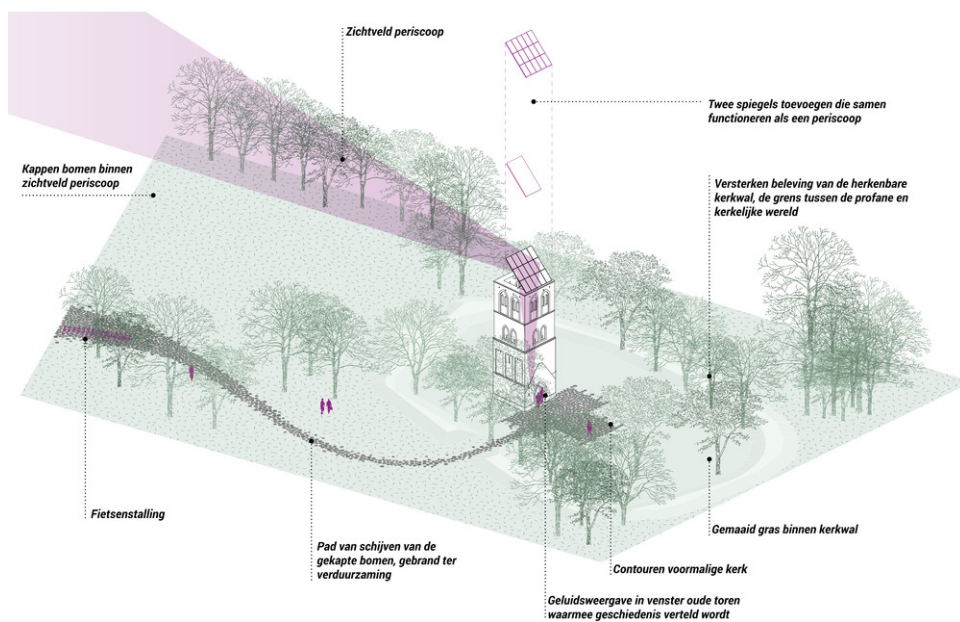 Zichtveld periscoop
Twee spiegels toevoegen die samen
functioneren als een periscoop
Kappen bomen binnen
zichtveld periscoop
Versterken beleving van de herkenbare
kerkwal, de grens tussen de profane en
kerkelijke wereld
Fietsenstalling
Pad van schijven van de
gekapte bomen, gebrand ter
verduurzaming
Gemaaid gras binnen kerkwal
Contouren voormalige kerk
Geluidsweergave in venster oude toren
waarmee geschiedenis verteld wordt